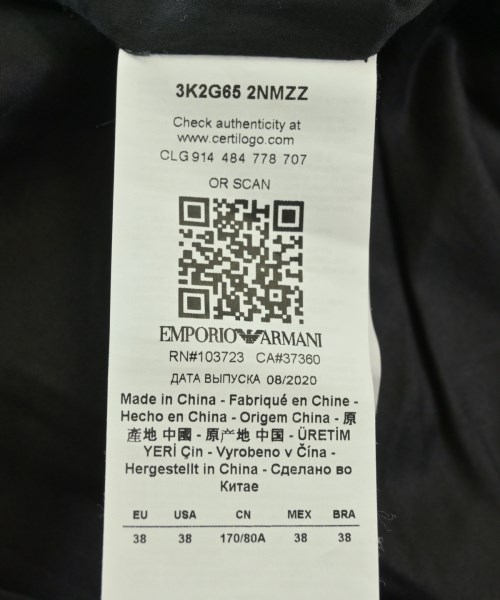 3K2G65 2NMZZ
Check authenticity at
www.certilogo.com
CLG 914 484 778 707
OR SCAN
EMPORIO ARMANI
RN#103723 CA#37360
ДАТА ВЫПУСКА 08/2020
Made in China - Fabriqué en Chine -
Hecho en China - Origem China - 原
產地 中國 - 原产地 中国 - ÜRETİM
YERİ Çin - Vyrobeno v Čína -
Hergestellt in China - Сделано во
Китае
EU USA CN MEX BRA
38 38 170/80A 38 38